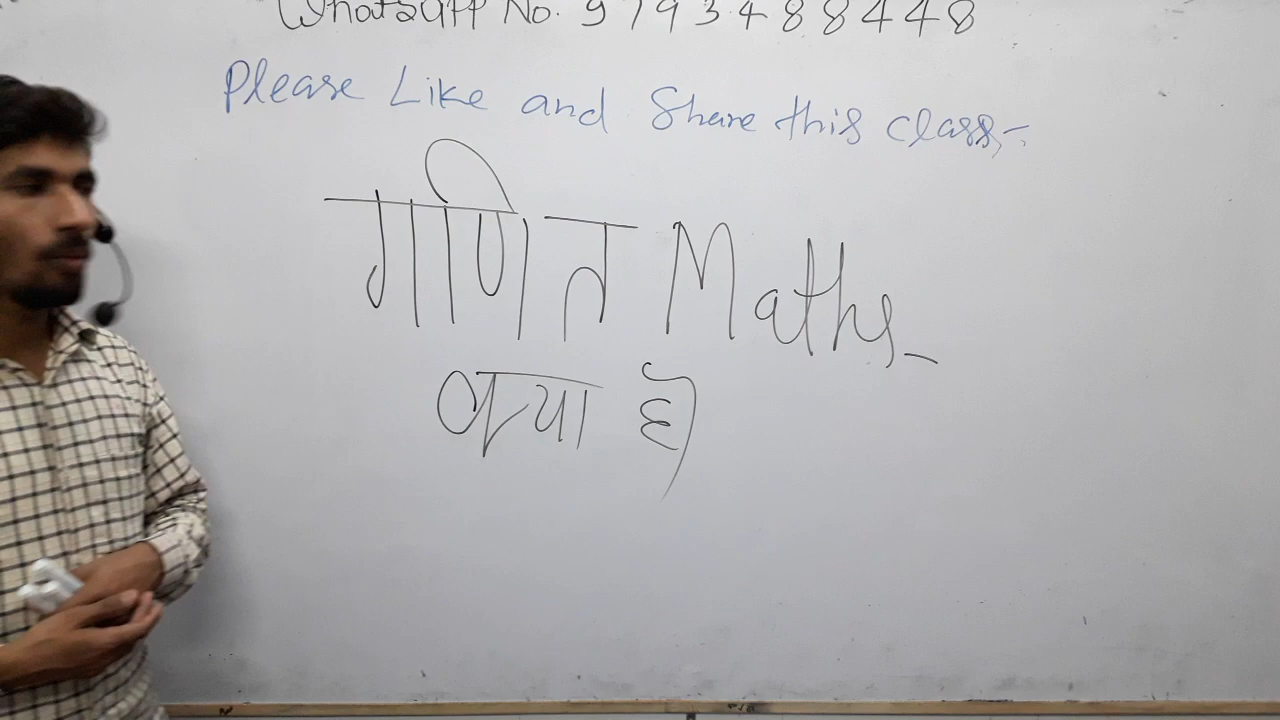 Whatsapp No. 9793488448
Please Like and Share this class,-
गणित Maths-
क्या है